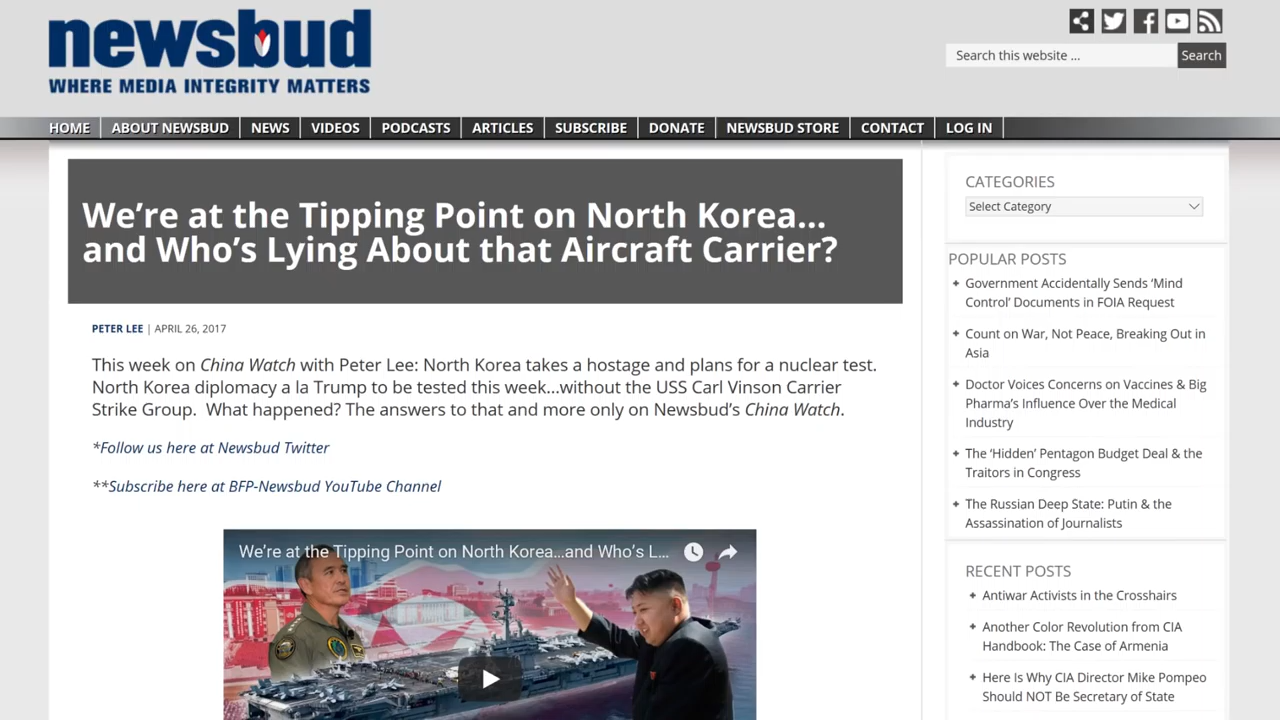 newsbud
WHERE MEDIA INTEGRITY MATTERS
Search this website ...
Search
HOME
ABOUT NEWSBUD
NEWS
VIDEOS
PODCASTS
ARTICLES
SUBSCRIBE
DONATE
NEWSBUD STORE
CONTACT
LOG IN
We’re at the Tipping Point on North Korea…
and Who’s Lying About that Aircraft Carrier?
PETER LEE | APRIL 26, 2017
This week on China Watch with Peter Lee: North Korea takes a hostage and plans for a nuclear test.
North Korea diplomacy a la Trump to be tested this week…without the USS Carl Vinson Carrier
Strike Group. What happened? The answers to that and more only on Newsbud’s China Watch.
*Follow us here at Newsbud Twitter
**Subscribe here at BFP-Newsbud YouTube Channel
We’re at the Tipping Point on North Korea…and Who’s L…
CATEGORIES
Select Category
POPULAR POSTS
Government Accidentally Sends ‘Mind
Control’ Documents in FOIA Request
Count on War, Not Peace, Breaking Out in
Asia
Doctor Voices Concerns on Vaccines & Big
Pharma’s Influence Over the Medical
Industry
The ‘Hidden’ Pentagon Budget Deal & the
Traitors in Congress
The Russian Deep State: Putin & the
Assassination of Journalists
RECENT POSTS
Antiwar Activists in the Crosshairs
Another Color Revolution from CIA
Handbook: The Case of Armenia
Here Is Why CIA Director Mike Pompeo
Should NOT Be Secretary of State